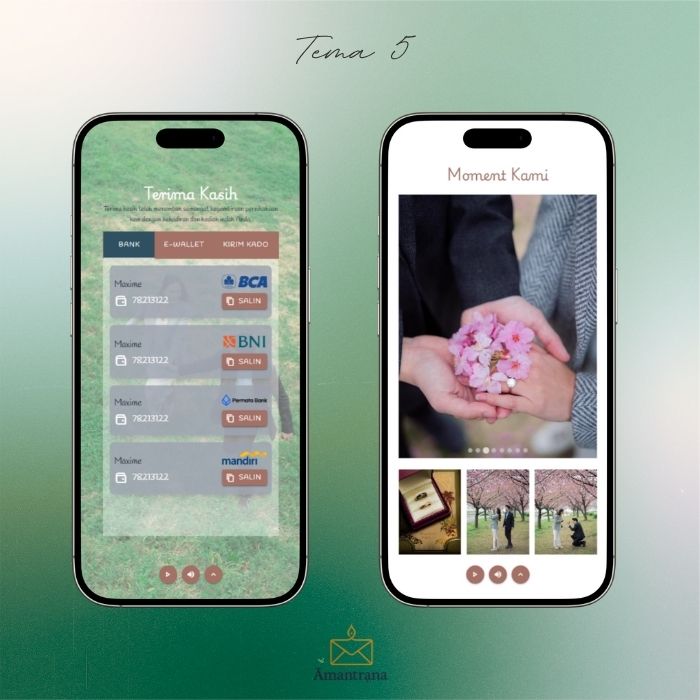 Tema 5
Terima Kasih
Terima kasih telah menambah semangat kegembiraan pernikahan
kami dengan kehadiran dan hadiah indah Anda.
BANK E-WALLET KIRIM KADO
Maxime BCA
78213122 SALIN
Maxime BNI
78213122 SALIN
Maxime Permata Bank
78213122 SALIN
Maxime mandiri
78213122 SALIN
Moment Kami
Āmantraṇa